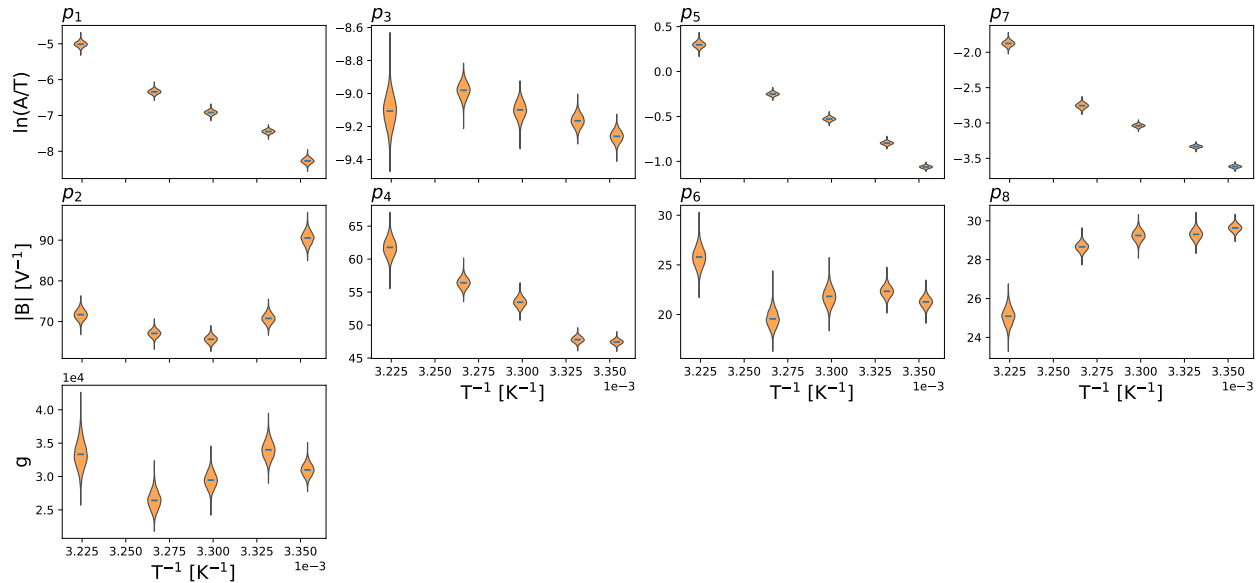 p1 p3 p5 p7
ln(A/T)
−5
−6
−7
−8
−8.6
−8.8
−9.0
−9.2
−9.4
0.5
0.0
−0.5
−1.0
−2.0
−2.5
−3.0
−3.5
p2 p4 p6 p8
|B| [V⁻¹]
90
80
70
65
60
55
50
45
30
25
20
30
28
26
24
3.225 3.250 3.275 3.300 3.325 3.350
1e−3
T⁻¹ [K⁻¹]
3.225 3.250 3.275 3.300 3.325 3.350
1e−3
T⁻¹ [K⁻¹]
3.225 3.250 3.275 3.300 3.325 3.350
1e−3
T⁻¹ [K⁻¹]
1e4
g
4.0
3.5
3.0
2.5
3.225 3.250 3.275 3.300 3.325 3.350
1e−3
T⁻¹ [K⁻¹]